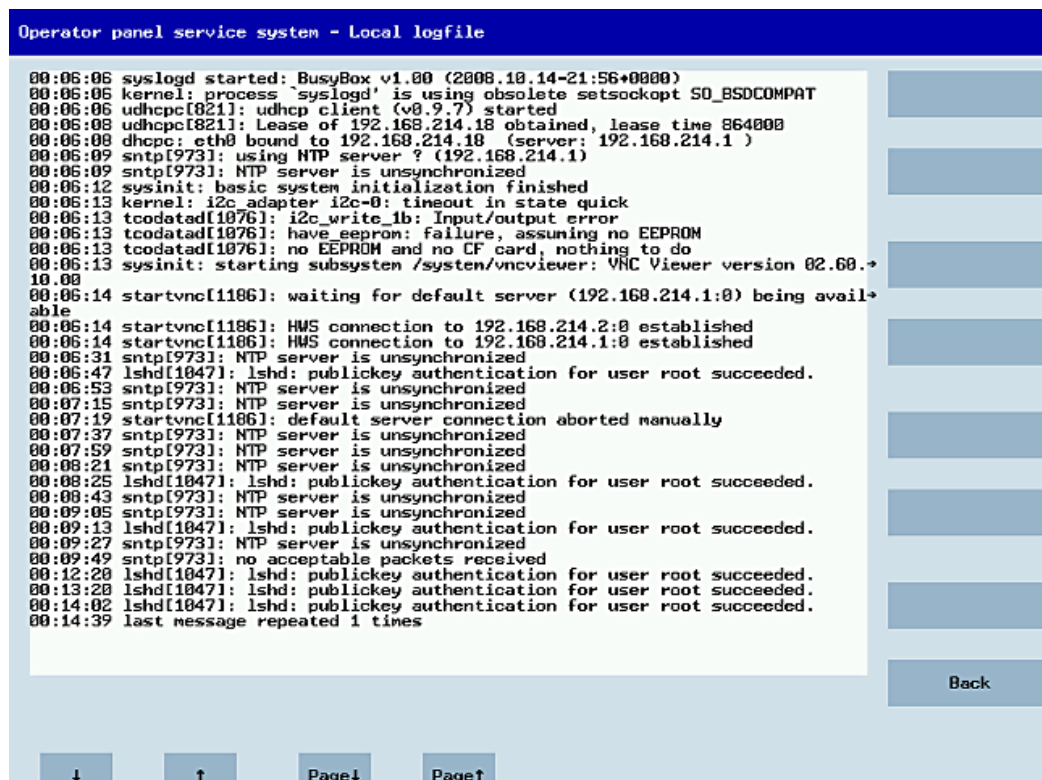 Operator panel service system - Local logfile
00:06:06 syslogd started: BusyBox v1.00 (2008.10.14-21:56+0000)
00:06:06 kernel: process `syslogd' is using obsolete setsockopt SO_BSDCOMPAT
00:06:06 udhcpc[821]: udhcp client (v0.9.7) started
00:06:08 udhcpc[821]: Lease of 192.168.214.18 obtained, lease time 864000
00:06:08 dhcpc: eth0 bound to 192.168.214.18  (server: 192.168.214.1 )
00:06:09 sntp[973]: using NTP server ? (192.168.214.1)
00:06:09 sntp[973]: NTP server is unsynchronized
00:06:12 sysinit: basic system initialization finished
00:06:13 kernel: i2c_adapter i2c-0: timeout in state quick
00:06:13 tcodatad[1076]: i2c_write_1b: Input/output error
00:06:13 tcodatad[1076]: have_eeprom: failure, assuming no EEPROM
00:06:13 tcodatad[1076]: no EEPROM and no CF card, nothing to do
00:06:13 sysinit: starting subsystem /system/vncviewer: VNC Viewer version 02.60.→
10.00
00:06:14 startvnc[1186]: waiting for default server (192.168.214.1:0) being avail→
able
00:06:14 startvnc[1186]: HWS connection to 192.168.214.2:0 established
00:06:14 startvnc[1186]: HWS connection to 192.168.214.1:0 established
00:06:31 sntp[973]: NTP server is unsynchronized
00:06:47 lshd[1047]: lshd: publickey authentication for user root succeeded.
00:06:53 sntp[973]: NTP server is unsynchronized
00:07:15 sntp[973]: NTP server is unsynchronized
00:07:19 startvnc[1186]: default server connection aborted manually
00:07:37 sntp[973]: NTP server is unsynchronized
00:07:59 sntp[973]: NTP server is unsynchronized
00:08:21 sntp[973]: NTP server is unsynchronized
00:08:25 lshd[1047]: lshd: publickey authentication for user root succeeded.
00:08:43 sntp[973]: NTP server is unsynchronized
00:09:05 sntp[973]: NTP server is unsynchronized
00:09:13 lshd[1047]: lshd: publickey authentication for user root succeeded.
00:09:27 sntp[973]: NTP server is unsynchronized
00:09:49 sntp[973]: no acceptable packets received
00:12:20 lshd[1047]: lshd: publickey authentication for user root succeeded.
00:13:20 lshd[1047]: lshd: publickey authentication for user root succeeded.
00:14:02 lshd[1047]: lshd: publickey authentication for user root succeeded.
00:14:39 last message repeated 1 times
Back
↓ ↑ Page↓ Page↑